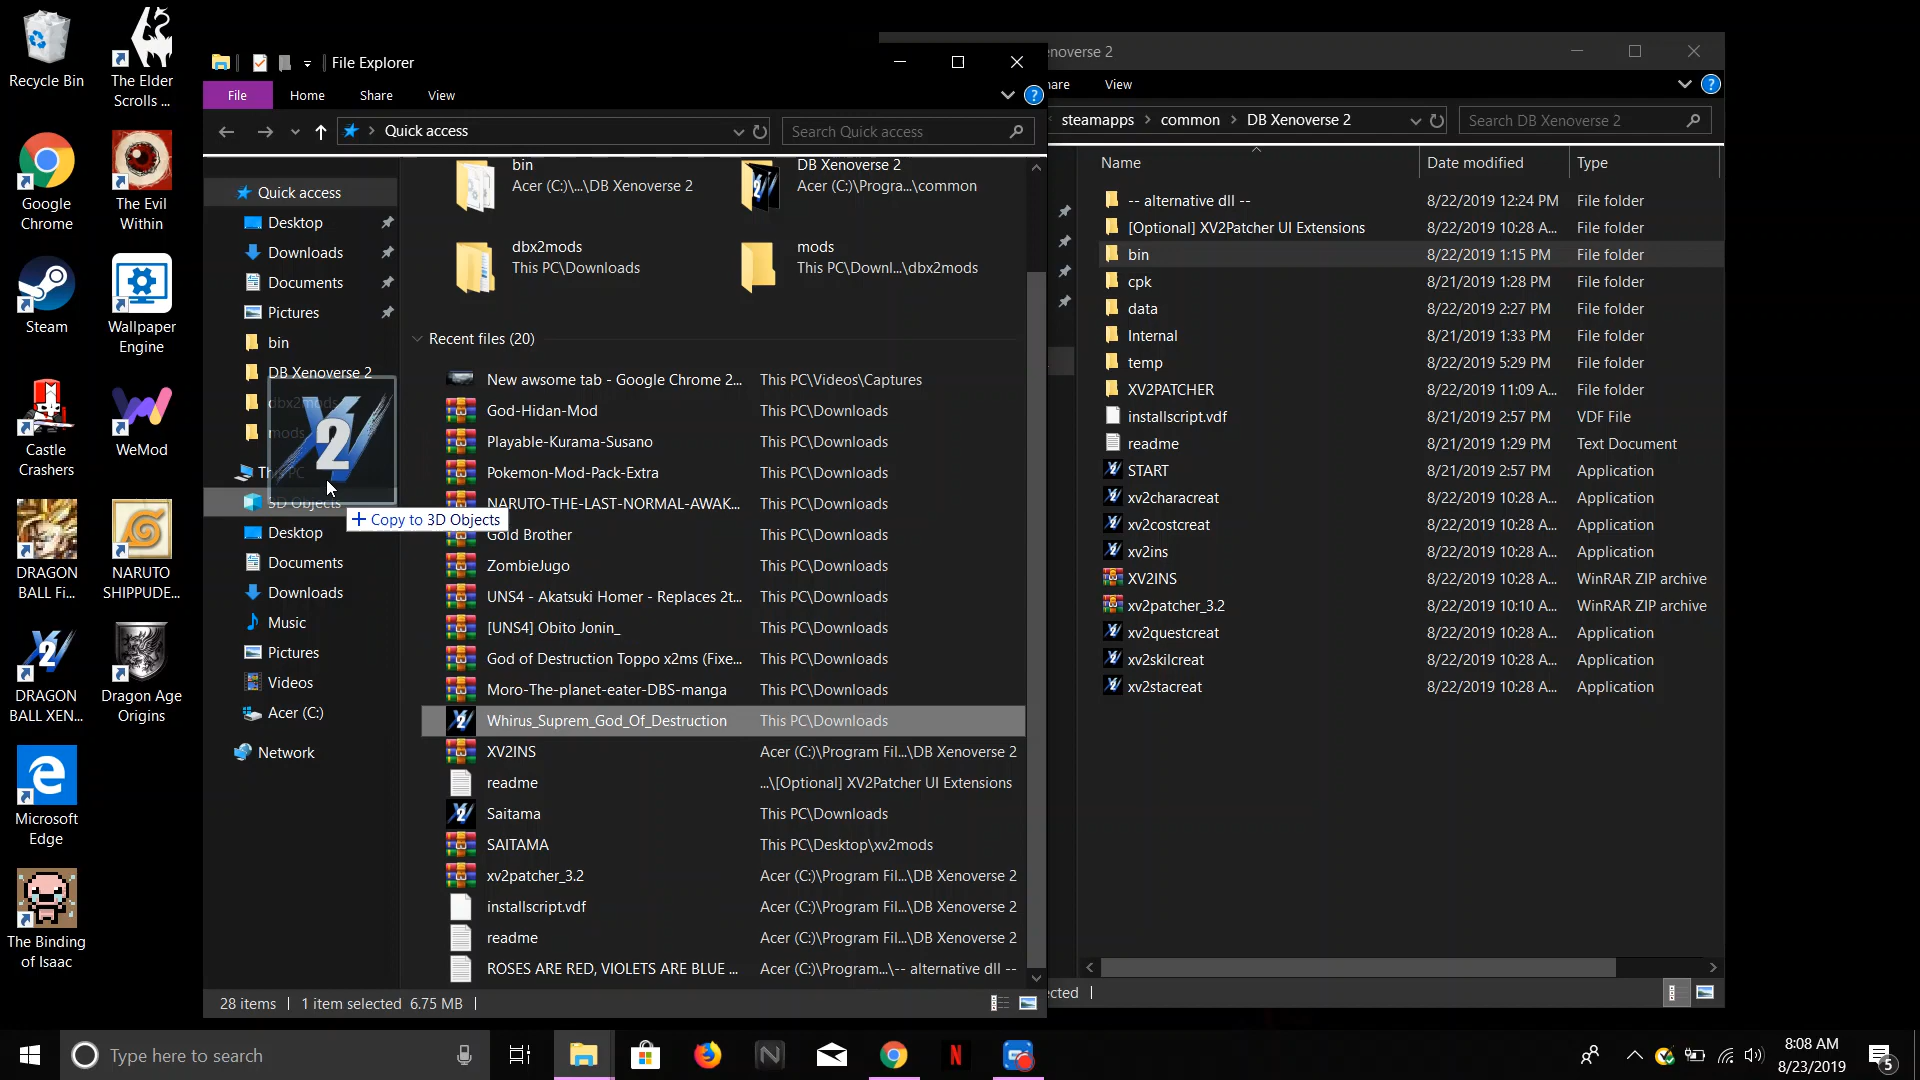 Recycle Bin
The Elder
Scrolls ...
Google
Chrome
The Evil
Within
Steam
Wallpaper
Engine
Castle
Crashers
WeMod
DRAGON
BALL Fi...
NARUTO
SHIPPUDE...
DRAGON
BALL XEN...
Dragon Age
Origins
Microsoft
Edge
The Binding
of Isaac
File Explorer
File
Home
Share
View
Quick access
Search Quick access
Quick access
Desktop
Downloads
Documents
Pictures
bin
DB Xenoverse 2
dbx2mods
mods
This PC
3D Objects
Desktop
Documents
Downloads
Music
Pictures
Videos
Acer (C:)
Network
Copy to 3D Objects
bin
Acer (C:)\...\DB Xenoverse 2
DB Xenoverse 2
Acer (C:)\Progra...\common
dbx2mods
This PC\Downloads
mods
This PC\Downl...\dbx2mods
Recent files (20)
New awsome tab - Google Chrome 2... This PC\Videos\Captures
God-Hidan-Mod This PC\Downloads
Playable-Kurama-Susano This PC\Downloads
Pokemon-Mod-Pack-Extra This PC\Downloads
NARUTO-THE-LAST-NORMAL-AWAK... This PC\Downloads
Gold Brother This PC\Downloads
ZombieJugo This PC\Downloads
UNS4 - Akatsuki Homer - Replaces 2t... This PC\Downloads
[UNS4] Obito Jonin_ This PC\Downloads
God of Destruction Toppo x2ms (Fixe... This PC\Downloads
Moro-The-planet-eater-DBS-manga This PC\Downloads
Whirus_Suprem_God_Of_Destruction This PC\Downloads
XV2INS Acer (C:)\Program Fil...\DB Xenoverse 2
readme ...\[Optional] XV2Patcher UI Extensions
Saitama This PC\Downloads
SAITAMA This PC\Desktop\xv2mods
xv2patcher_3.2 Acer (C:)\Program Fil...\DB Xenoverse 2
installscript.vdf Acer (C:)\Program Fil...\DB Xenoverse 2
readme Acer (C:)\Program Fil...\DB Xenoverse 2
ROSES ARE RED, VIOLETS ARE BLUE ... Acer (C:)\Program...\-- alternative dll --
28 items 1 item selected 6.75 MB
enoverse 2
are
View
steamapps
common
DB Xenoverse 2
Search DB Xenoverse 2
Name Date modified Type
-- alternative dll -- 8/22/2019 12:24 PM File folder
[Optional] XV2Patcher UI Extensions 8/22/2019 10:28 A... File folder
bin 8/22/2019 1:15 PM File folder
cpk 8/21/2019 1:28 PM File folder
data 8/22/2019 2:27 PM File folder
Internal 8/21/2019 1:33 PM File folder
temp 8/22/2019 5:29 PM File folder
XV2PATCHER 8/22/2019 11:09 A... File folder
installscript.vdf 8/21/2019 2:57 PM VDF File
readme 8/21/2019 1:29 PM Text Document
START 8/21/2019 2:57 PM Application
xv2characreat 8/22/2019 10:28 A... Application
xv2costcreat 8/22/2019 10:28 A... Application
xv2ins 8/22/2019 10:28 A... Application
XV2INS 8/22/2019 10:28 A... WinRAR ZIP archive
xv2patcher_3.2 8/22/2019 10:10 A... WinRAR ZIP archive
xv2questcreat 8/22/2019 10:28 A... Application
xv2skilcreat 8/22/2019 10:28 A... Application
xv2stacreat 8/22/2019 10:28 A... Application
cted
Type here to search
8:08 AM
8/23/2019
5